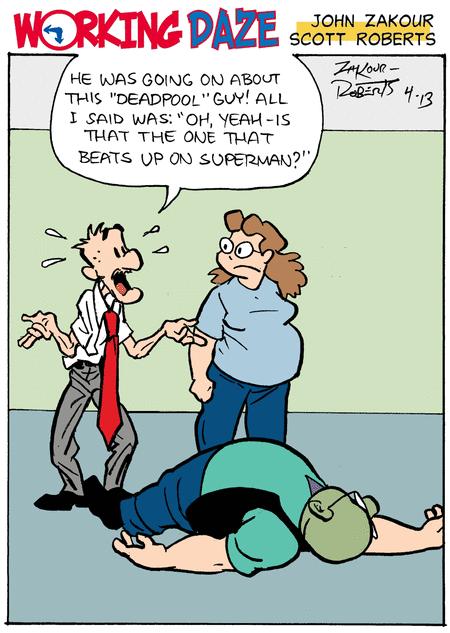 WORKING DAZE
JOHN ZAKOUR
SCOTT ROBERTS
HE WAS GOING ON ABOUT
THIS "DEADPOOL" GUY! ALL
I SAID WAS: "OH, YEAH-IS
THAT THE ONE THAT
BEATS UP ON SUPERMAN?"
ZAKOUR-
ROBERTS 4-13